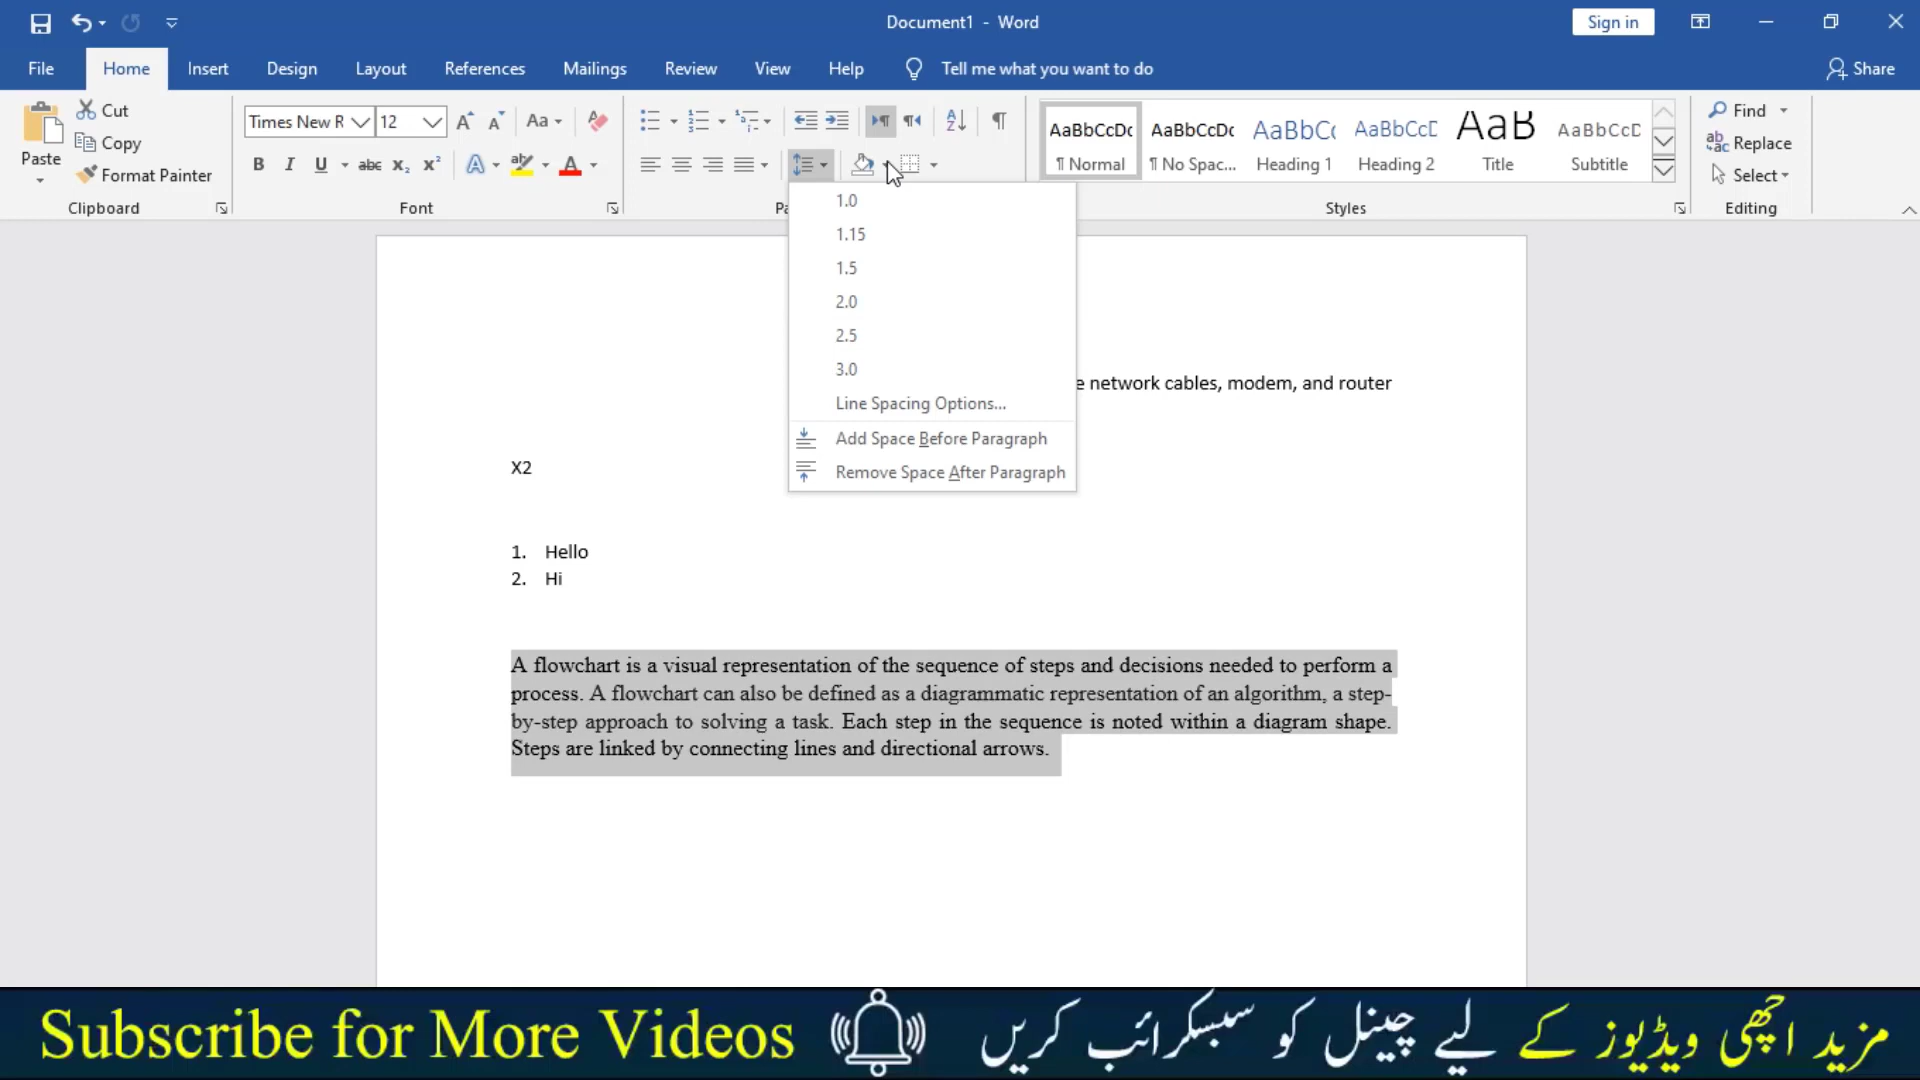 Document1 - Word
Sign in
File Home Insert Design Layout References Mailings Review View Help Tell me what you want to do Share
Paste
Cut
Copy
Format Painter
Clipboard
Times New R 12
Aa
B I U abc X₂ X² A A
Font
1.0
1.15
1.5
2.0
2.5
3.0
Line Spacing Options...
Add Space Before Paragraph
Remove Space After Paragraph
AaBbCcDc AaBbCcDc AaBbCc AaBbCcD AaB AaBbCcD
¶ Normal ¶ No Spac... Heading 1 Heading 2 Title Subtitle
Styles
Find
Replace
Select
Editing
network cables, modem, and router
X2
1. Hello
2. Hi
A flowchart is a visual representation of the sequence of steps and decisions needed to perform a
process. A flowchart can also be defined as a diagrammatic representation of an algorithm, a step-
by-step approach to solving a task. Each step in the sequence is noted within a diagram shape.
Steps are linked by connecting lines and directional arrows.
Subscribe for More Videos
مزید اچھی ویڈیوز کے لیے چینل کو سبسکرائب کریں